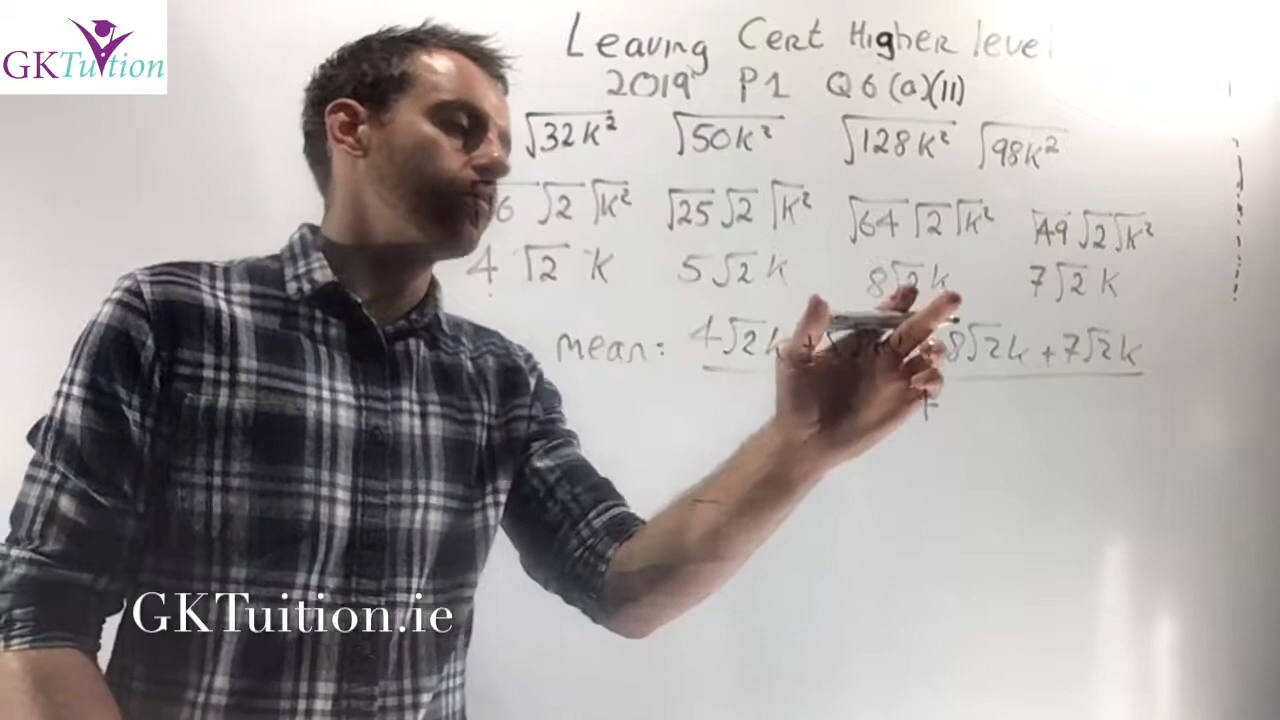 GKTuition
Leaving Cert Higher level
2019 P1 Q6(a)(11)
√32k² √50k² √128k² √98k²
6 √2 √k² √25 √2 √k² √64 √2 √k² √49 √2 √k²
4 √2 k 5√2 k 8√2 k 7√2 k
mean: 4√2k + 8√2k + 7√2k
GKTuition.ie